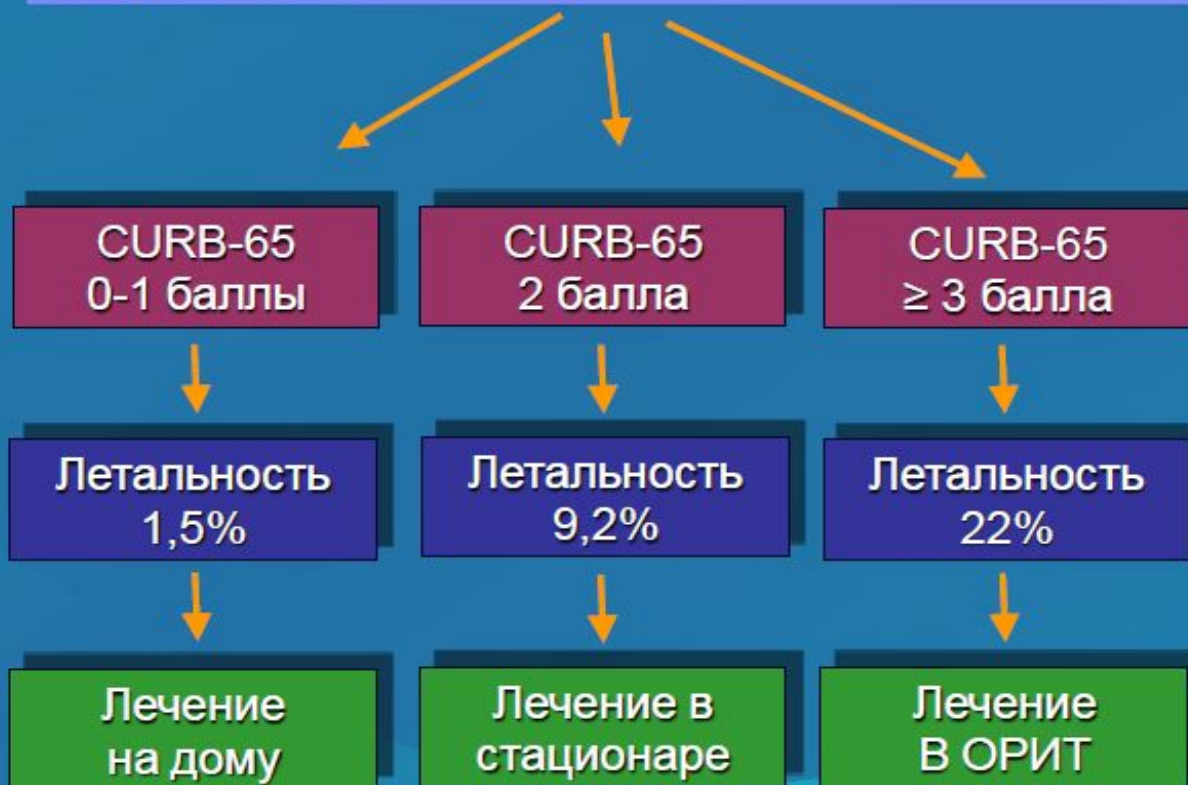 CURB-65
0-1 баллы
CURB-65
2 балла
CURB-65
≥ 3 балла
Летальность
1,5%
Летальность
9,2%
Летальность
22%
Лечение
на дому
Лечение в
стационаре
Лечение
В ОРИТ